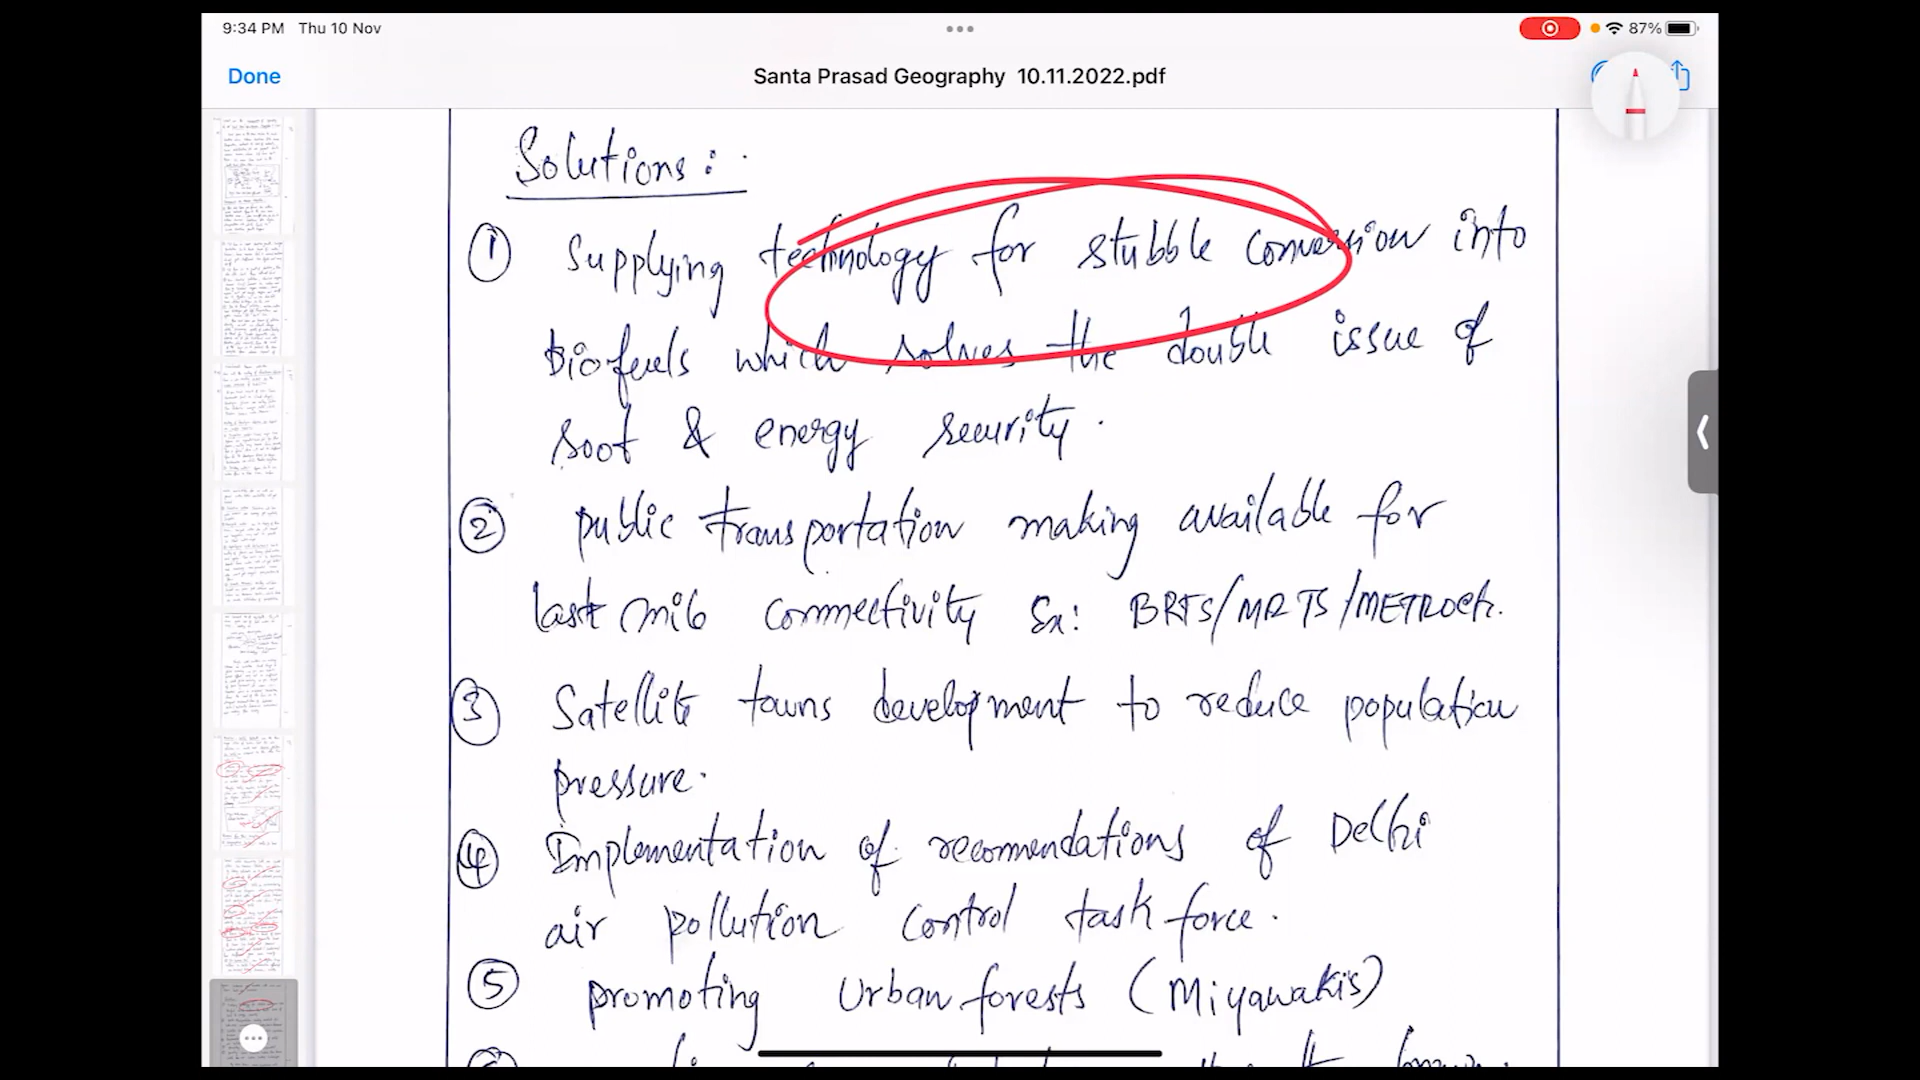 9:34 PM Thu 10 Nov
87%
Done
Santa Prasad Geography 10.11.2022.pdf
Solutions:
① Supplying technology for stubble conversion into
biofuels which solves the double issue of
soot & energy security.
② public transportation making available for
last mile connectivity Ex: BRTS/MRTS/METRO etc.
③ Satellite towns development to reduce population
pressure.
④ Implementation of recomendations of Delhi
air pollution control task force.
⑤ promoting Urban forests (Miyawakis)